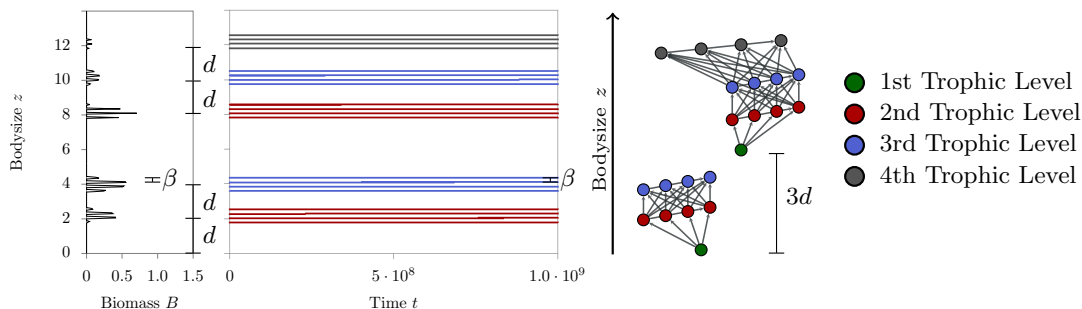 Bodysize z
12
10
8
6
4
2
0
d
d
β
d
d
0
0.5
1.0
1.5
Biomass B
β
0
5 · 10^8
1.0 · 10^9
Time t
Bodysize z
3d
1st Trophic Level
2nd Trophic Level
3rd Trophic Level
4th Trophic Level